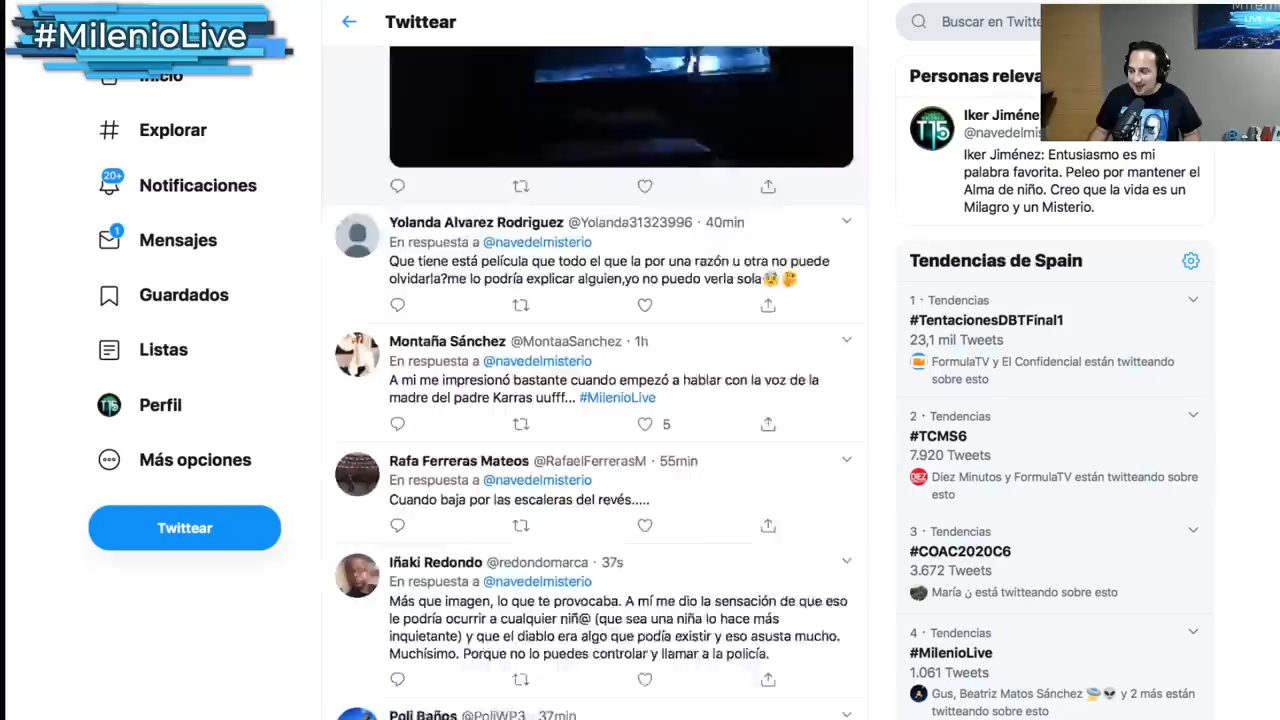 #MilenioLive
Inicio
Explorar
20+
Notificaciones
1
Mensajes
Guardados
Listas
T15
Perfil
Más opciones
Twittear
Twittear
Yolanda Alvarez Rodriguez @Yolanda31323996 · 40min
En respuesta a @navedelmisterio
Que tiene está película que todo el que la por una razón u otra no puede
olvidarla?me lo podría explicar alguien,yo no puedo verla sola😰🤔
Montaña Sánchez @MontaaSanchez · 1h
En respuesta a @navedelmisterio
A mi me impresionó bastante cuando empezó a hablar con la voz de la
madre del padre Karras uufff... #MilenioLive
5
Rafa Ferreras Mateos @RafaelFerrerasM · 55min
En respuesta a @navedelmisterio
Cuando baja por las escaleras del revés.....
Iñaki Redondo @redondomarca · 37s
En respuesta a @navedelmisterio
Más que imagen, lo que te provocaba. A mí me dio la sensación de que eso
le podría ocurrir a cualquier niñ@ (que sea una niña lo hace más
inquietante) y que el diablo era algo que podía existir y eso asusta mucho.
Muchísimo. Porque no lo puedes controlar y llamar a la policía.
Poli Baños @PoliWP3 · 37min
Buscar en Twitte
Milenio
LIVE
Personas releva
T15
Iker Jiméne
@navedelmis
Iker Jiménez: Entusiasmo es mi
palabra favorita. Peleo por mantener el
Alma de niño. Creo que la vida es un
Milagro y un Misterio.
Tendencias de Spain
1 · Tendencias
#TentacionesDBTFinal1
23,1 mil Tweets
FormulaTV y El Confidencial están twitteando
sobre esto
2 · Tendencias
#TCMS6
7.920 Tweets
Diez Minutos y FormulaTV están twitteando sobre
esto
3 · Tendencias
#COAC2020C6
3.672 Tweets
María ن está twitteando sobre esto
4 · Tendencias
#MilenioLive
1.061 Tweets
Gus, Beatriz Matos Sánchez 🛸👽 y 2 más están
twitteando sobre esto